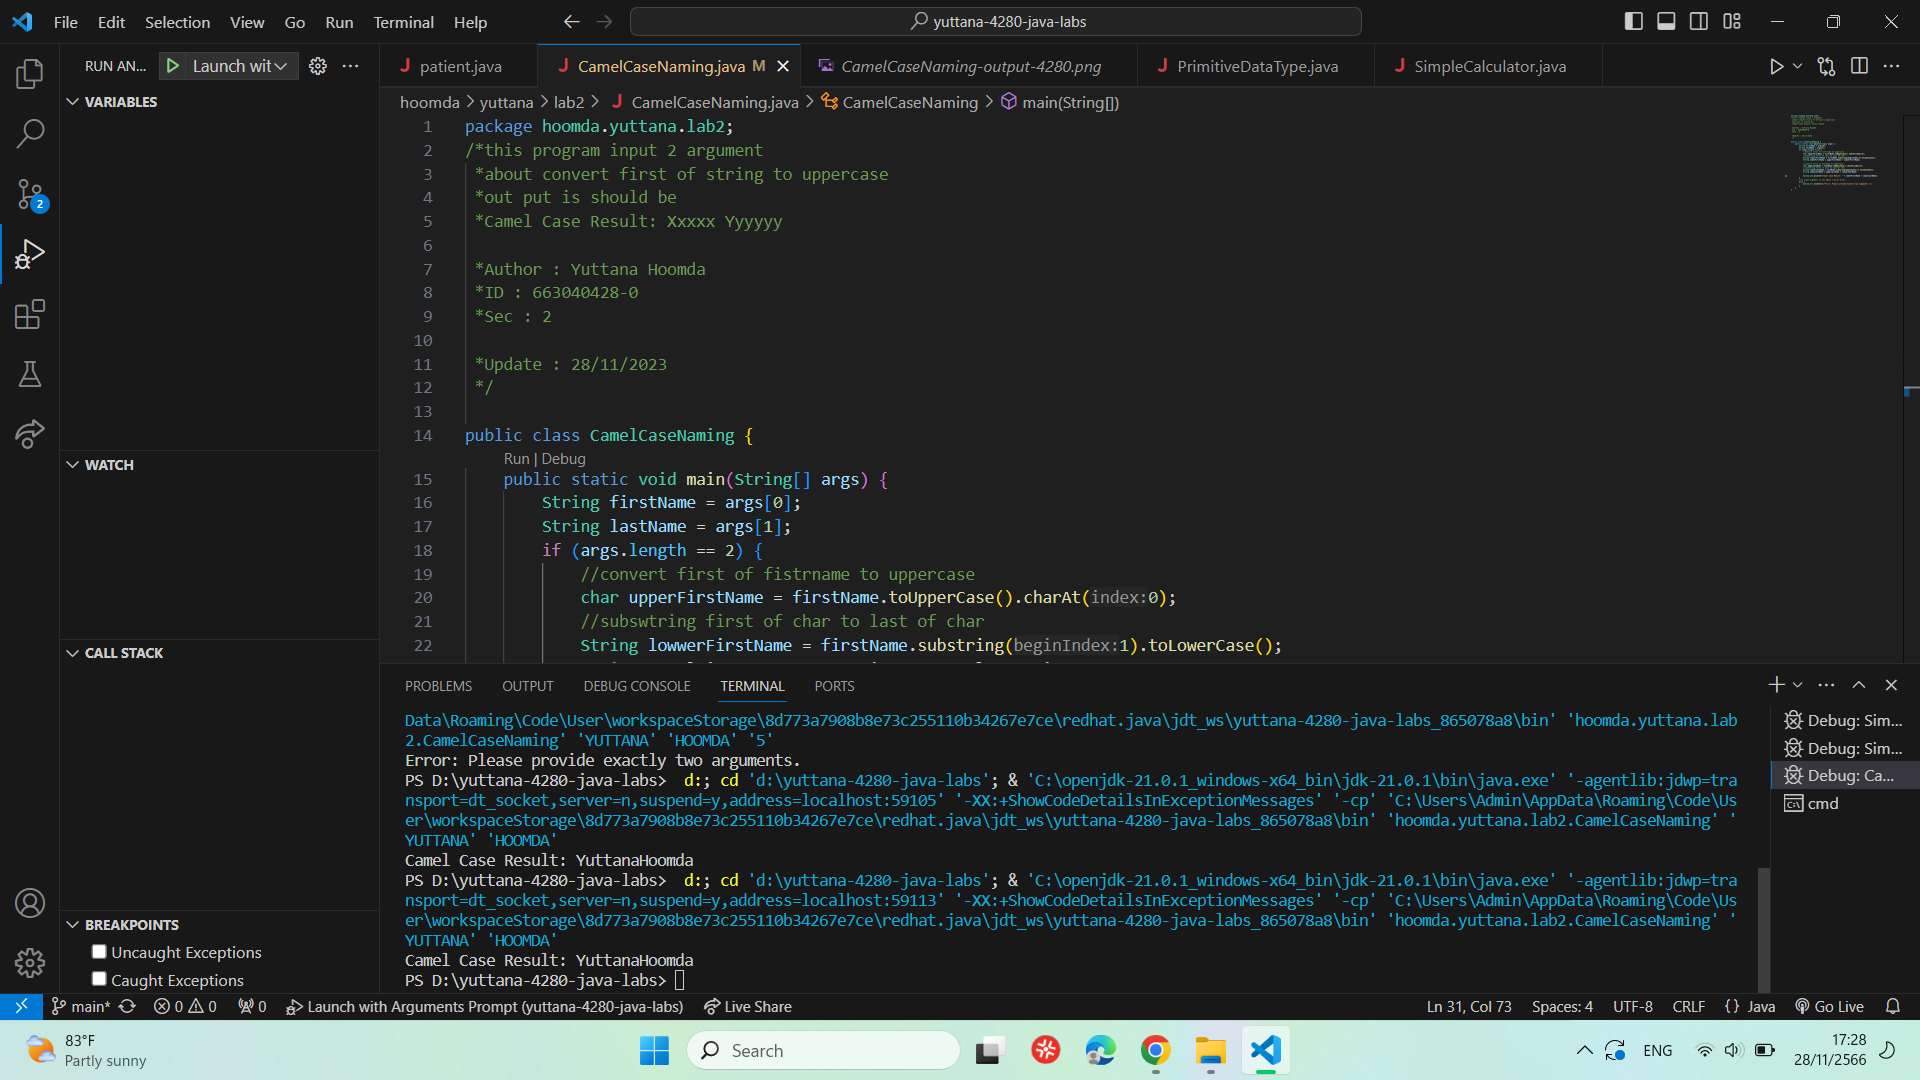 File Edit Selection View Go Run Terminal Help
yuttana-4280-java-labs
RUN AN... Launch wit
patient.java CamelCaseNaming.java M CamelCaseNaming-output-4280.png PrimitiveDataType.java SimpleCalculator.java
VARIABLES
hoomda > yuttana > lab2 > CamelCaseNaming.java > CamelCaseNaming > main(String[])
1 package hoomda.yuttana.lab2;
2 /*this program input 2 argument
3 *about convert first of string to uppercase
4 *out put is should be
5 *Camel Case Result: Xxxxx Yyyyyy
6
7 *Author : Yuttana Hoomda
8 *ID : 663040428-0
9 *Sec : 2
10
11 *Update : 28/11/2023
12 */
13
14 public class CamelCaseNaming {
Run | Debug
15 public static void main(String[] args) {
16 String firstName = args[0];
17 String lastName = args[1];
18 if (args.length == 2) {
19 //convert first of fistrname to uppercase
20 char upperFirstName = firstName.toUpperCase().charAt(index:0);
21 //subswtring first of char to last of char
22 String lowwerFirstName = firstName.substring(beginIndex:1).toLowerCase();
2
WATCH
CALL STACK
BREAKPOINTS
Uncaught Exceptions
Caught Exceptions
PROBLEMS OUTPUT DEBUG CONSOLE TERMINAL PORTS
Data\Roaming\Code\User\workspaceStorage\8d773a7908b8e73c255110b34267e7ce\redhat.java\jdt_ws\yuttana-4280-java-labs_865078a8\bin' 'hoomda.yuttana.lab
2.CamelCaseNaming' 'YUTTANA' 'HOOMDA' '5'
Error: Please provide exactly two arguments.
PS D:\yuttana-4280-java-labs> d:; cd 'd:\yuttana-4280-java-labs'; & 'C:\openjdk-21.0.1_windows-x64_bin\jdk-21.0.1\bin\java.exe' '-agentlib:jdwp=tra
nsport=dt_socket,server=n,suspend=y,address=localhost:59105' '-XX:+ShowCodeDetailsInExceptionMessages' '-cp' 'C:\Users\Admin\AppData\Roaming\Code\Us
er\workspaceStorage\8d773a7908b8e73c255110b34267e7ce\redhat.java\jdt_ws\yuttana-4280-java-labs_865078a8\bin' 'hoomda.yuttana.lab2.CamelCaseNaming' '
YUTTANA' 'HOOMDA'
Camel Case Result: YuttanaHoomda
PS D:\yuttana-4280-java-labs> d:; cd 'd:\yuttana-4280-java-labs'; & 'C:\openjdk-21.0.1_windows-x64_bin\jdk-21.0.1\bin\java.exe' '-agentlib:jdwp=tra
nsport=dt_socket,server=n,suspend=y,address=localhost:59113' '-XX:+ShowCodeDetailsInExceptionMessages' '-cp' 'C:\Users\Admin\AppData\Roaming\Code\Us
er\workspaceStorage\8d773a7908b8e73c255110b34267e7ce\redhat.java\jdt_ws\yuttana-4280-java-labs_865078a8\bin' 'hoomda.yuttana.lab2.CamelCaseNaming' '
YUTTANA' 'HOOMDA'
Camel Case Result: YuttanaHoomda
PS D:\yuttana-4280-java-labs>
Debug: Sim...
Debug: Sim...
Debug: Ca...
cmd
main* 0 0 0 Launch with Arguments Prompt (yuttana-4280-java-labs) Live Share Ln 31, Col 73 Spaces: 4 UTF-8 CRLF {} Java Go Live
83°F
Partly sunny
Search
ENG
17:28
28/11/2566